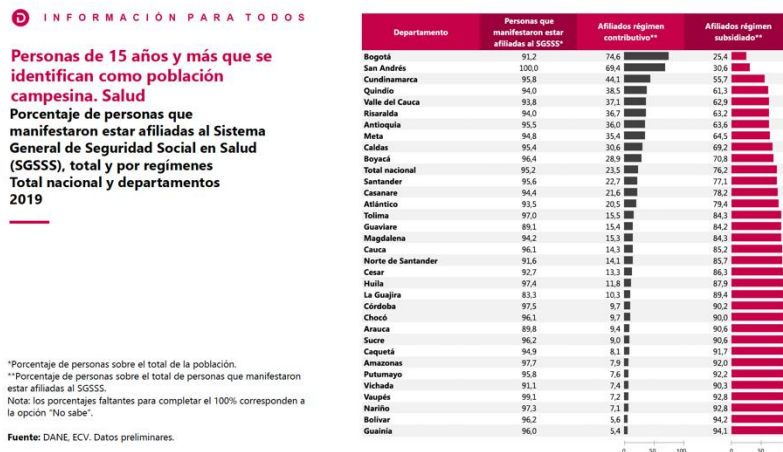 INFORMACIÓN PARA TODOS
Personas de 15 años y más que se
identifican como población
campesina. Salud
Porcentaje de personas que
manifestaron estar afiliadas al Sistema
General de Seguridad Social en Salud
(SGSSS), total y por regímenes
Total nacional y departamentos
2019
*Porcentaje de personas sobre el total de la población.
**Porcentaje de personas sobre el total de personas que manifestaron
estar afiliadas al SGSSS.
Nota: los porcentajes faltantes para completar el 100% corresponden a
la opción "No sabe".
Fuente: DANE, ECV. Datos preliminares.
Departamento Personas que manifestaron estar afiliadas al SGSSS* Afiliados régimen contributivo** Afiliados régimen subsidiado**
Bogotá 91,2 74,6 25,4
San Andrés 100,0 69,4 30,6
Cundinamarca 95,8 44,1 55,7
Quindio 94,0 38,5 61,3
Valle del Cauca 93,8 37,1 62,9
Risaralda 94,0 36,7 63,2
Antioquia 95,5 36,0 63,6
Meta 94,8 35,4 64,5
Caldas 95,4 30,6 69,2
Boyacá 96,4 28,9 70,8
Total nacional 95,2 23,5 76,2
Santander 95,6 22,7 77,1
Casanare 94,4 21,6 78,2
Atlántico 93,5 20,5 79,4
Tolima 97,0 15,5 84,3
Guaviare 89,1 15,4 84,2
Magdalena 94,2 15,3 84,3
Cauca 96,1 14,3 85,2
Norte de Santander 91,6 14,1 85,7
Cesar 92,7 13,3 86,3
Huila 97,4 11,8 87,9
La Guajira 83,3 10,3 89,4
Córdoba 97,5 9,7 90,2
Chocó 96,1 9,7 90,0
Arauca 89,8 9,4 90,6
Sucre 96,2 9,0 90,6
Caquetá 94,9 8,1 91,7
Amazonas 97,7 7,9 92,0
Putumayo 95,8 7,6 92,2
Vichada 91,1 7,4 90,3
Vaupés 99,1 7,2 92,8
Nariño 97,3 7,1 92,8
Bolívar 96,2 5,6 94,2
Guainía 96,0 5,4 94,1
0 50 100 0 50